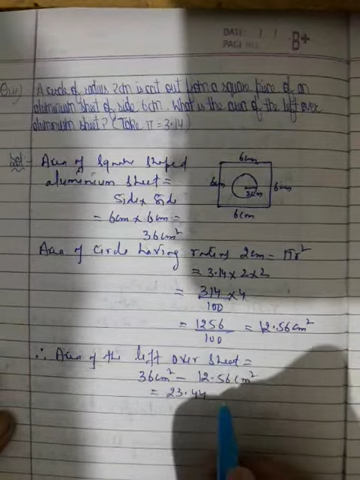 DATE: / /
PAGE NO.:
B+
A circle of radius 2cm is cut out from a square piece of an
aluminium sheet of side 6cm. What is the area of the left over
aluminium sheet? (Take π = 3.14)
Sol - Area of square shaped
aluminium sheet =
side x side
= 6cm x 6cm =
36cm²
6cm
6cm
2cm
6cm
6cm
Area of circle having radius 2cm = πr²
= 3.14 x 2 x 2
= 314/100 x 4
= 1256/100 = 12.56cm²
∴ Area of the left over sheet =
36cm² - 12.56cm²
= 23.44